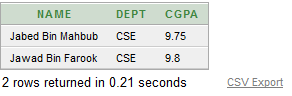 NAME DEPT CGPA
Jabed Bin Mahbub CSE 9.75
Jawad Bin Farook CSE 9.8
2 rows returned in 0.21 seconds CSV Export